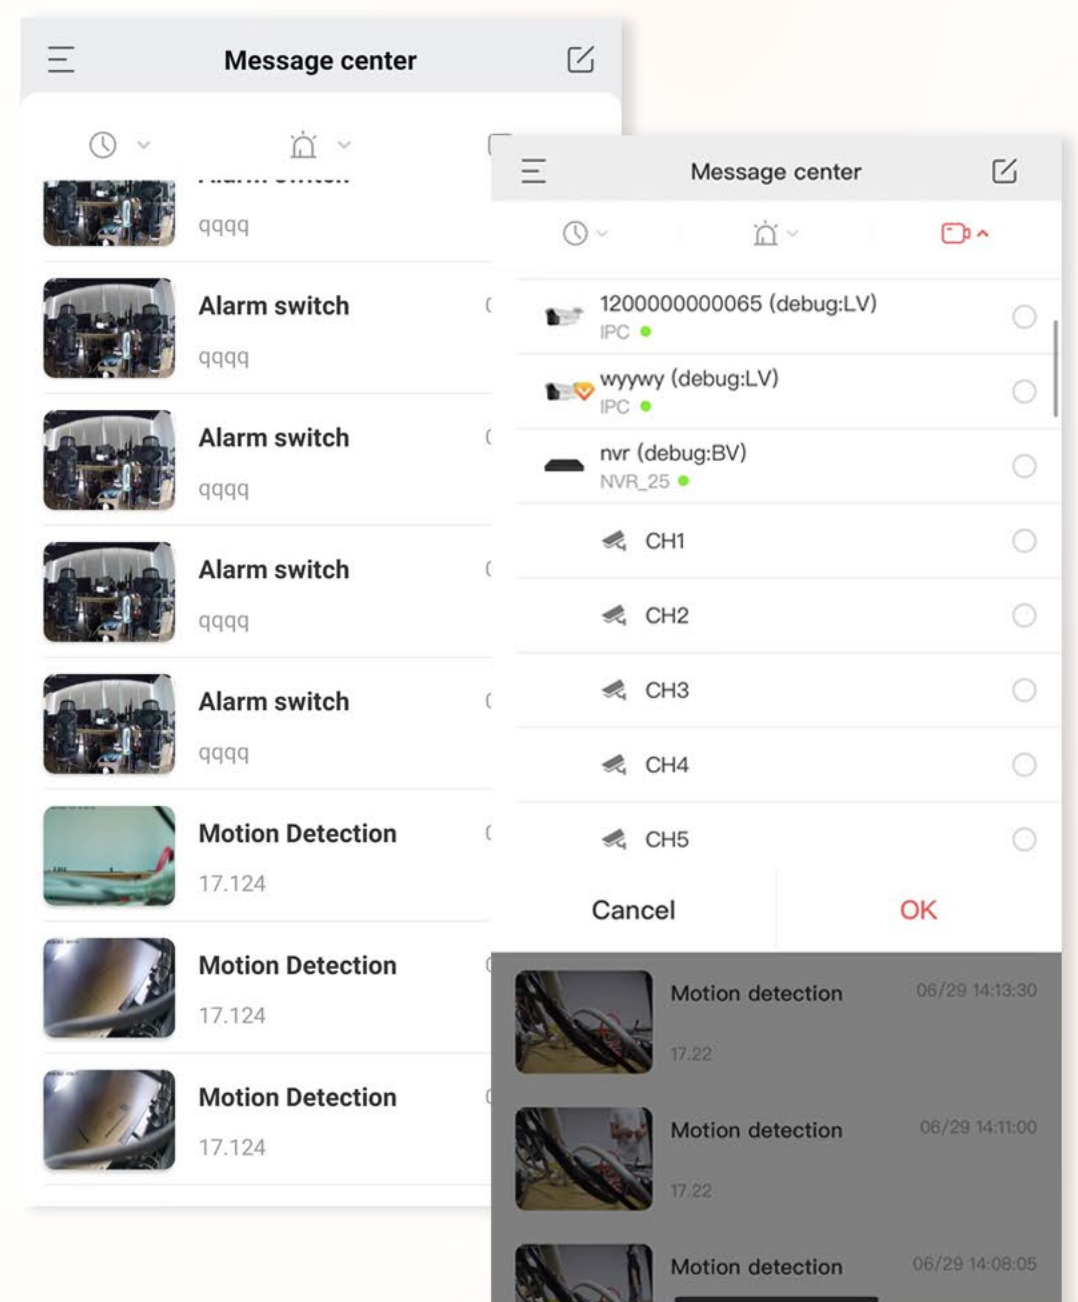 Message center
qqqq
Alarm switch
qqqq
Alarm switch
qqqq
Alarm switch
qqqq
Alarm switch
qqqq
Motion Detection
17.124
Motion Detection
17.124
Motion Detection
17.124
Message center
1200000000065 (debug:LV)
IPC
wyywy (debug:LV)
IPC
nvr (debug:BV)
NVR_25
CH1
CH2
CH3
CH4
CH5
Cancel OK
Motion detection 06/29 14:13:30
17.22
Motion detection 06/29 14:11:00
17.22
Motion detection 06/29 14:08:05